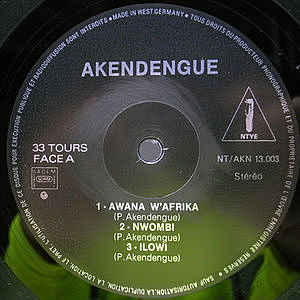 AKENDENGUE
33 TOURS
FACE A
NTYE
NT/AKN 13.003
Stéréo
SACEM
1 - AWANA W'AFRIKA
(P. Akendengue)
2 - NWOMBI
(P. Akendengue)
3 - ILOWI
(P. Akendengue)
TOUS DROITS DU PRODUCTEUR PHONOGRAPHIQUE ET DU PROPRIETAIRE DE L'ŒUVRE ENREGISTREE RESERVES • SAUF AUTORISATION, LA DUPLICATION, LA LOCATION, LE PRET, L'UTILISATION DE CE DISQUE POUR EXECUTION PUBLIQUE ET RADIODIFFUSION SONT INTERDITS • MADE IN WEST.GERMANY •